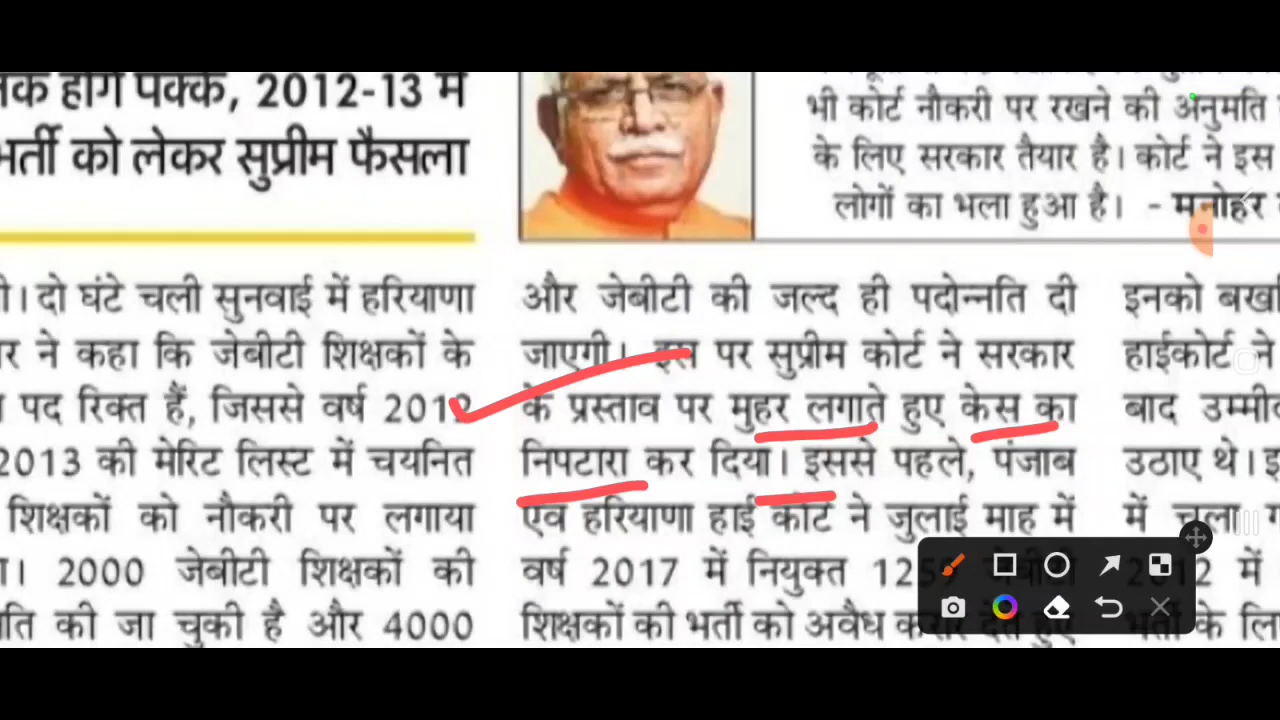 होंगे पक्के, 2012-13 में
भर्ती को लेकर सुप्रीम फैसला
भी कोर्ट नौकरी पर रखने की अनुमति
के लिए सरकार तैयार है। कोर्ट ने इस
लोगों का भला हुआ है। - मनोहर
दो घंटे चली सुनवाई में हरियाणा
ने कहा कि जेबीटी शिक्षकों के
पद रिक्त हैं, जिससे वर्ष 2012
2013 की मेरिट लिस्ट में चयनित
शिक्षकों को नौकरी पर लगाया
2000 जेबीटी शिक्षकों की
की जा चुकी है और 4000
और जेबीटी की जल्द ही पदोन्नति दी
जाएगी। इस पर सुप्रीम कोर्ट ने सरकार
के प्रस्ताव पर मुहर लगाते हुए केस का
निपटारा कर दिया। इससे पहले, पंजाब
एवं हरियाणा हाई कोर्ट ने जुलाई माह में
वर्ष 2017 में नियुक्त 1259 जेबीटी
शिक्षकों की भर्ती को अवैध करार देते हुए
इनको
हाईकोर्ट ने
बाद
उठाए थे।
में चला
2012 में
भर्ती के